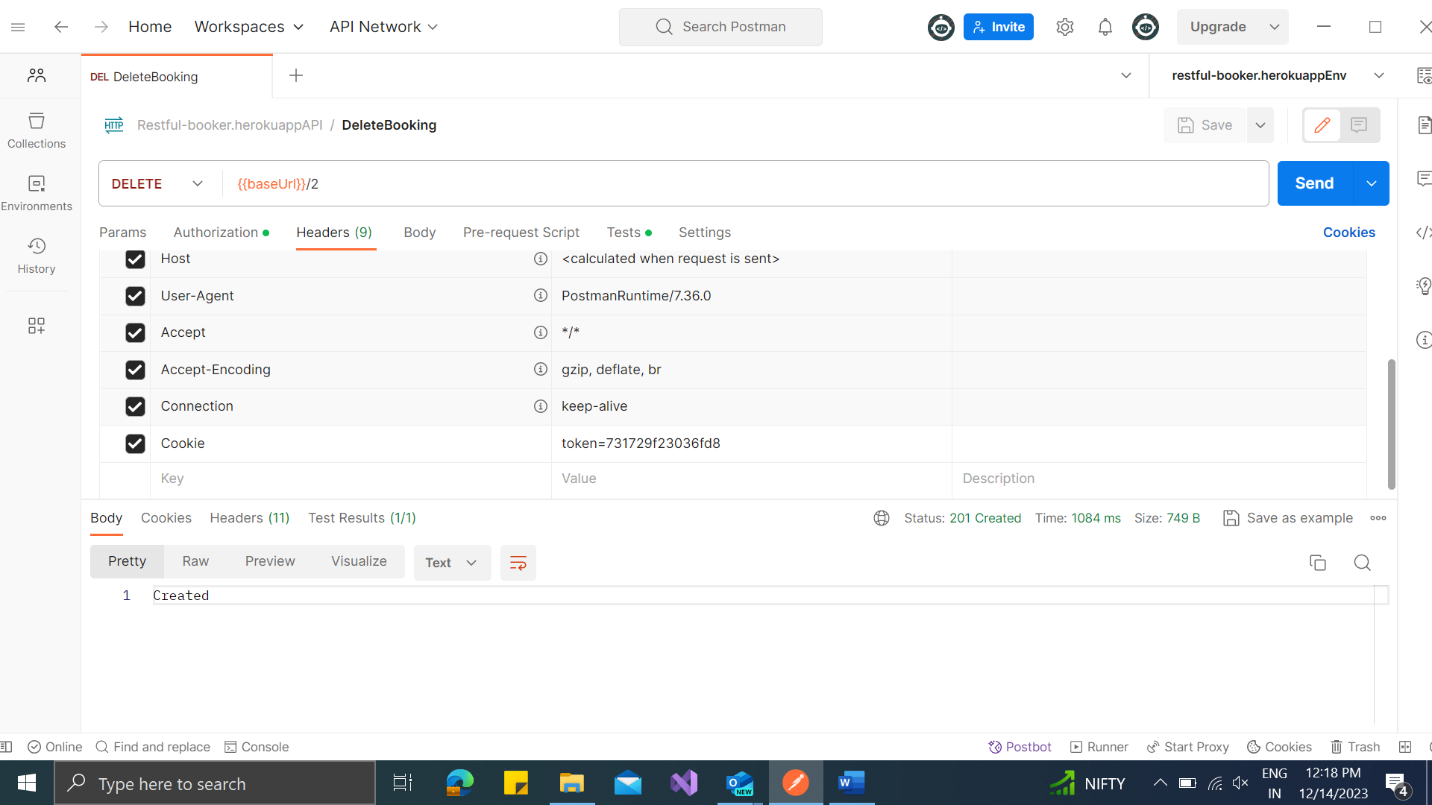 Home Workspaces API Network Search Postman Invite Upgrade
DEL DeleteBooking restful-booker.herokuappEnv
HTTP Restful-booker.herokuappAPI / DeleteBooking Save
Collections
DELETE {{baseUrl}}/2 Send
Environments
Params Authorization Headers (9) Body Pre-request Script Tests Settings Cookies
History
Host <calculated when request is sent>
User-Agent PostmanRuntime/7.36.0
Accept */*
Accept-Encoding gzip, deflate, br
Connection keep-alive
Cookie token=731729f23036fd8
Key Value Description
Body Cookies Headers (11) Test Results (1/1) Status: 201 Created Time: 1084 ms Size: 749 B Save as example
Pretty Raw Preview Visualize Text
1 Created
Online Find and replace Console Postbot Runner Start Proxy Cookies Trash
Type here to search NEW W NIFTY ENG 12:18 PM
IN 12/14/2023 4